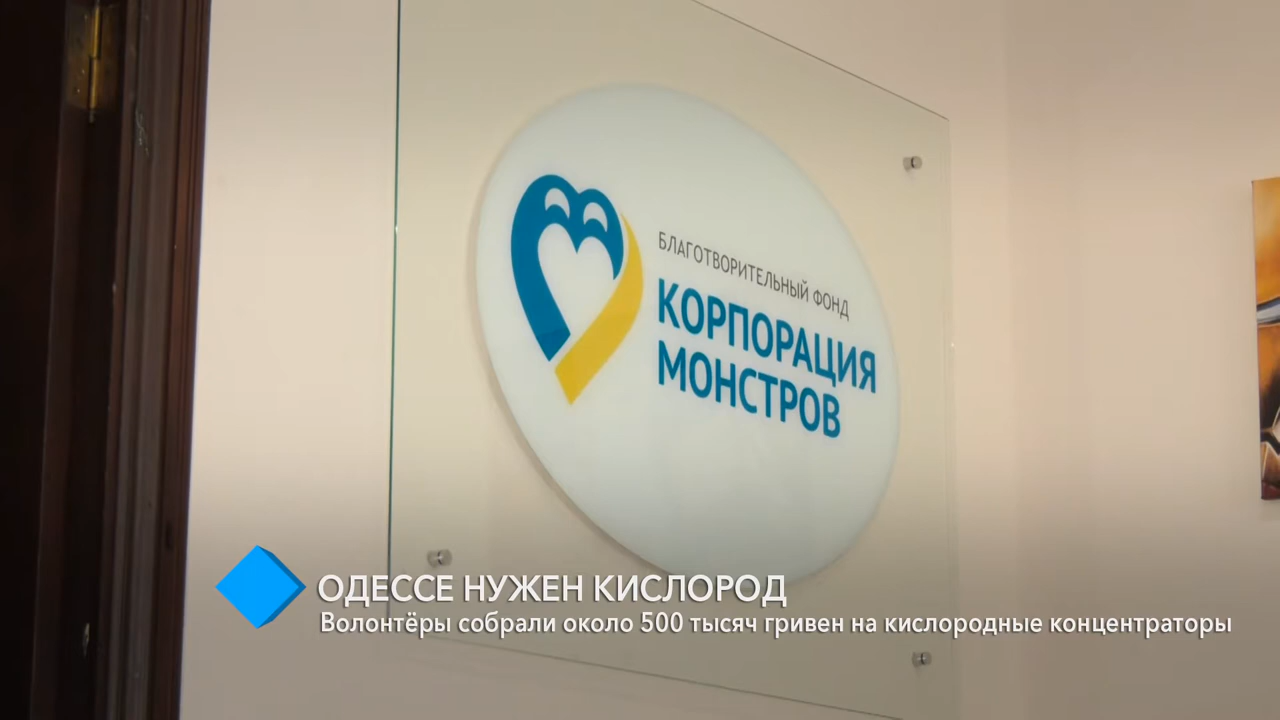 БЛАГОТВОРИТЕЛЬНЫЙ ФОНД
КОРПОРАЦИЯ
МОНСТРОВ
ОДЕССЕ НУЖЕН КИСЛОРОД
Волонтёры собрали около 500 тысяч гривен на кислородные концентраторы